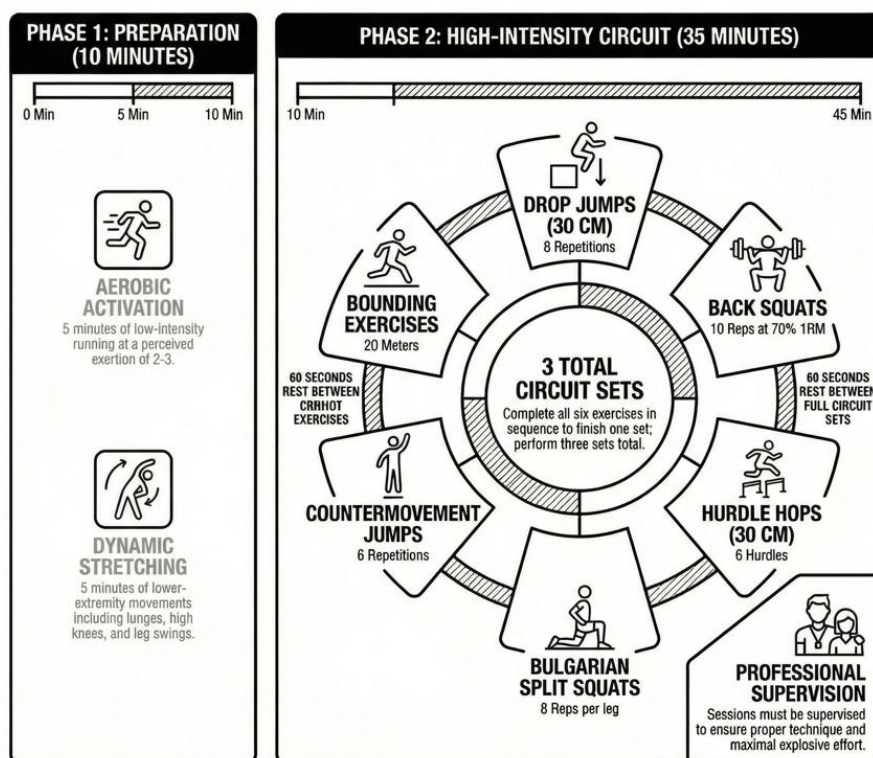 PHASE 1: PREPARATION
(10 MINUTES)
0 Min
5 Min
10 Min
AEROBIC
ACTIVATION
5 minutes of low-intensity
running at a perceived
exertion of 2-3.
DYNAMIC
STRETCHING
5 minutes of lower-
extremity movements
including lunges, high
knees, and leg swings.
PHASE 2: HIGH-INTENSITY CIRCUIT (35 MINUTES)
10 Min
45 Min
DROP JUMPS
(30 CM)
8 Repetitions
BACK SQUATS
10 Reps at 70% 1RM
HURDLE HOPS
(30 CM)
6 Hurdles
BULGARIAN
SPLIT SQUATS
8 Reps per leg
COUNTERMOVEMENT
JUMPS
6 Repetitions
BOUNDING
EXERCISES
20 Meters
3 TOTAL
CIRCUIT SETS
Complete all six exercises in
sequence to finish one set;
perform three sets total.
60 SECONDS
REST BETWEEN
CRHHOT
EXERCISES
60 SECONDS
REST BETWEEN
FULL CIRCUIT
SETS
PROFESSIONAL
SUPERVISION
Sessions must be supervised
to ensure proper technique and
maximal explosive effort.